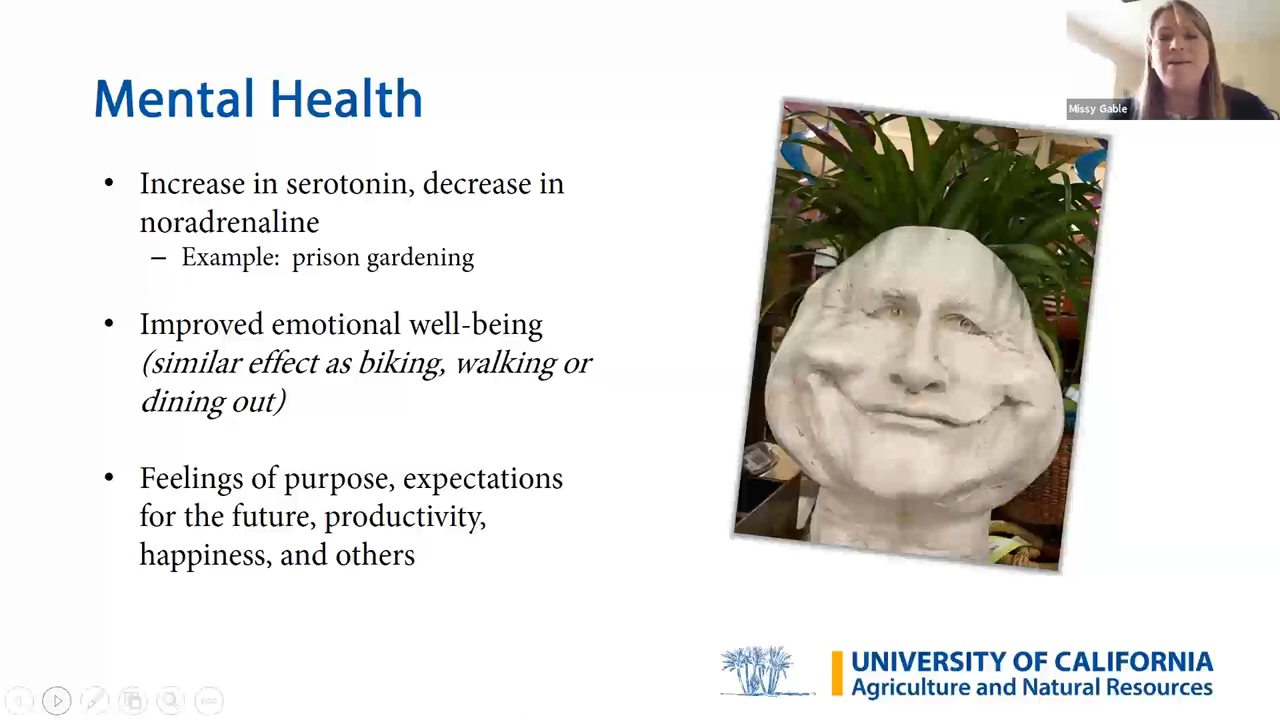 Mental Health
Missy Gable
• Increase in serotonin, decrease in
noradrenaline
– Example: prison gardening
• Improved emotional well-being
(similar effect as biking, walking or
dining out)
• Feelings of purpose, expectations
for the future, productivity,
happiness, and others
UNIVERSITY OF CALIFORNIA
Agriculture and Natural Resources